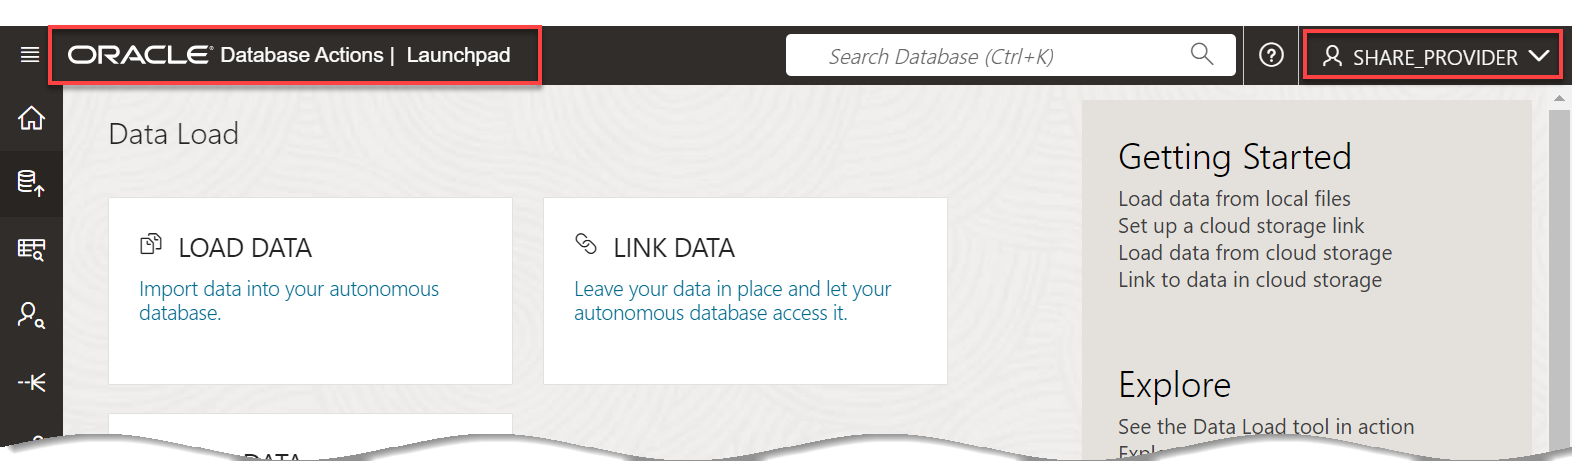 ORACLE Database Actions | Launchpad
Search Database (Ctrl+K)
SHARE_PROVIDER
Data Load
LOAD DATA
Import data into your autonomous
database.
LINK DATA
Leave your data in place and let your
autonomous database access it.
DATA
Getting Started
Load data from local files
Set up a cloud storage link
Load data from cloud storage
Link to data in cloud storage
Explore
See the Data Load tool in action